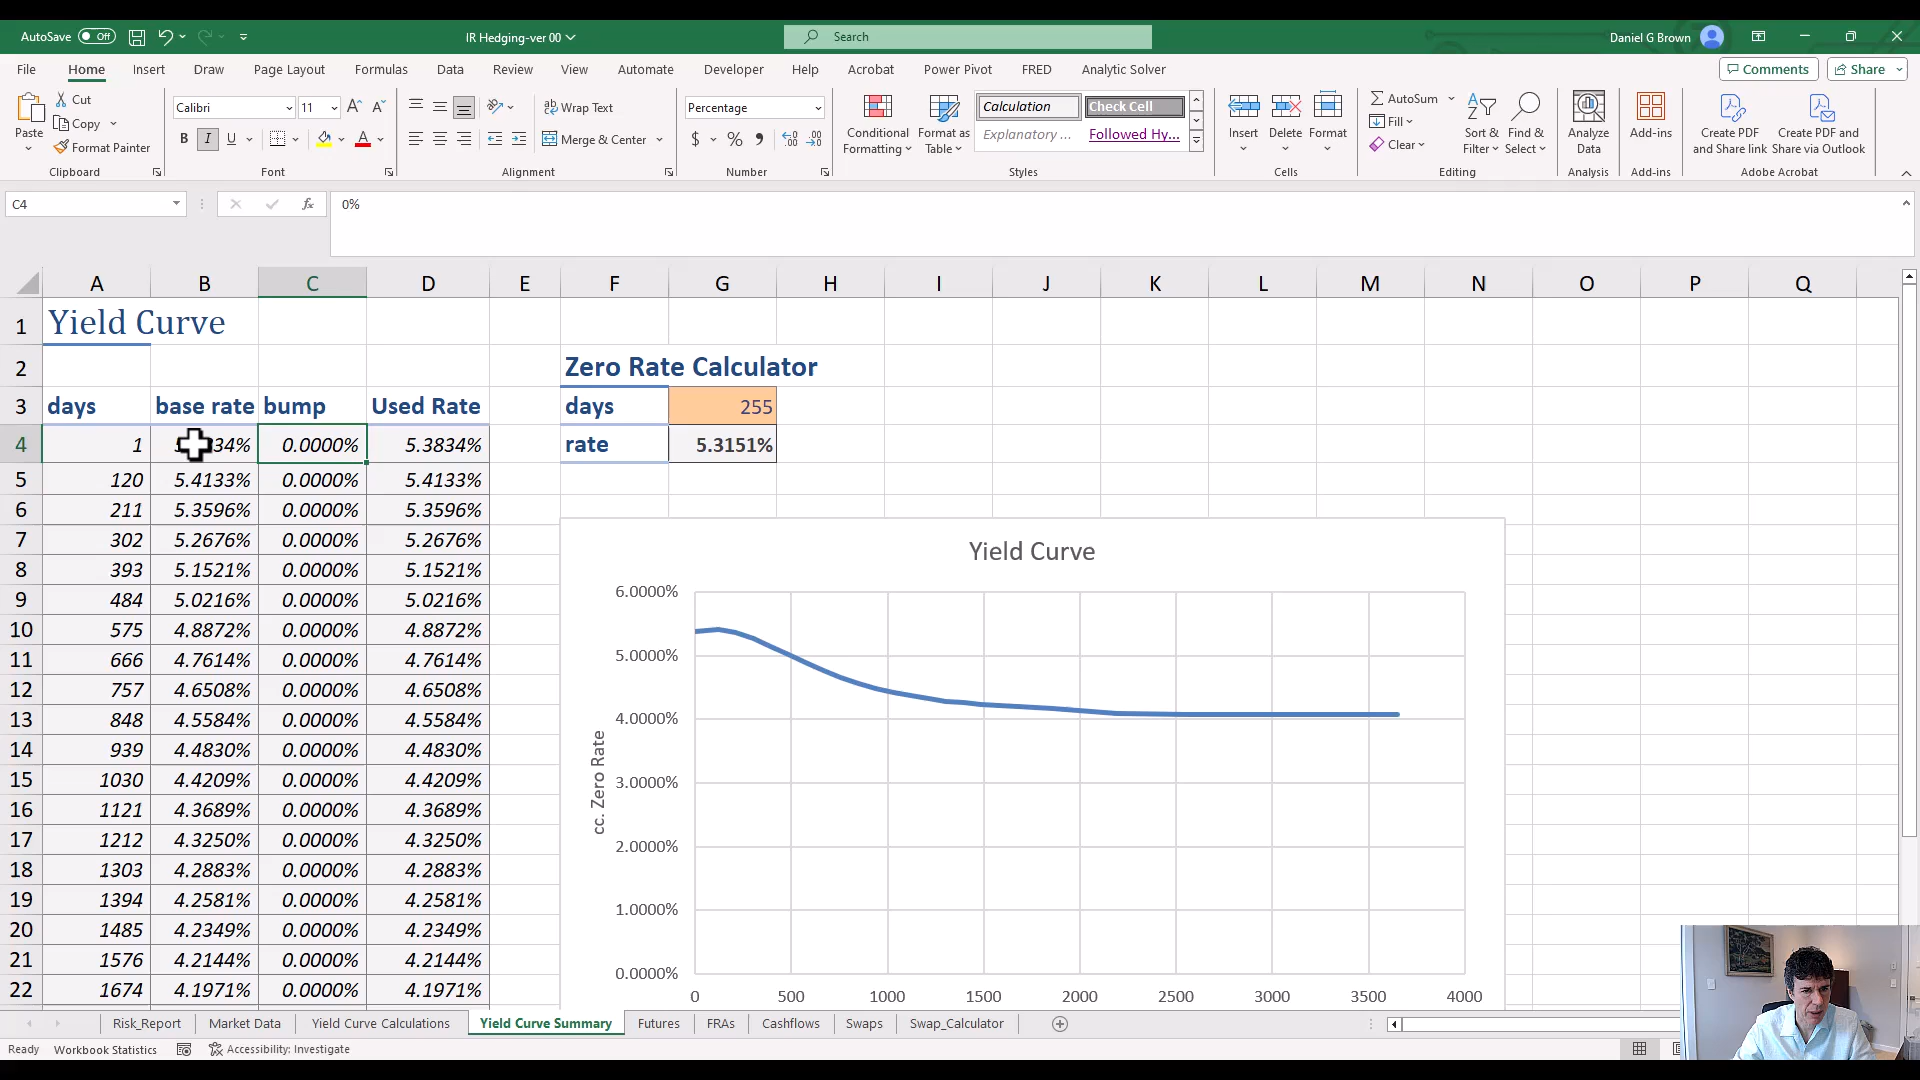 AutoSave Off
IR Hedging-ver 00
Search
Daniel G Brown
File Home Insert Draw Page Layout Formulas Data Review View Automate Developer Help Acrobat Power Pivot FRED Analytic Solver Comments Share
Paste
Cut
Copy
Format Painter
Clipboard
Calibri 11
B I U
Font
Wrap Text
Merge & Center
Alignment
Percentage
$ % ,
Number
Conditional Formatting
Format as Table
Calculation
Check Cell
Explanatory ...
Followed Hy...
Styles
Insert
Delete
Format
Cells
AutoSum
Fill
Clear
Sort & Filter
Find & Select
Editing
Analyze Data
Analysis
Add-ins
Add-ins
Create PDF and Share link
Create PDF and Share via Outlook
Adobe Acrobat
C4
fx
0%
A B C D E F G H I J K L M N O P Q
1 Yield Curve
2 Zero Rate Calculator
3 days base rate bump Used Rate days 255
4 1 34% 0.0000% 5.3834% rate 5.3151%
5 120 5.4133% 0.0000% 5.4133%
6 211 5.3596% 0.0000% 5.3596%
7 302 5.2676% 0.0000% 5.2676%
8 393 5.1521% 0.0000% 5.1521%
9 484 5.0216% 0.0000% 5.0216%
10 575 4.8872% 0.0000% 4.8872%
11 666 4.7614% 0.0000% 4.7614%
12 757 4.6508% 0.0000% 4.6508%
13 848 4.5584% 0.0000% 4.5584%
14 939 4.4830% 0.0000% 4.4830%
15 1030 4.4209% 0.0000% 4.4209%
16 1121 4.3689% 0.0000% 4.3689%
17 1212 4.3250% 0.0000% 4.3250%
18 1303 4.2883% 0.0000% 4.2883%
19 1394 4.2581% 0.0000% 4.2581%
20 1485 4.2349% 0.0000% 4.2349%
21 1576 4.2144% 0.0000% 4.2144%
22 1674 4.1971% 0.0000% 4.1971%
Yield Curve
6.0000%
5.0000%
4.0000%
3.0000%
2.0000%
1.0000%
0.0000%
cc. Zero Rate
0 500 1000 1500 2000 2500 3000 3500 4000
Risk_Report Market Data Yield Curve Calculations Yield Curve Summary Futures FRAs Cashflows Swaps Swap_Calculator
Ready Workbook Statistics Accessibility: Investigate